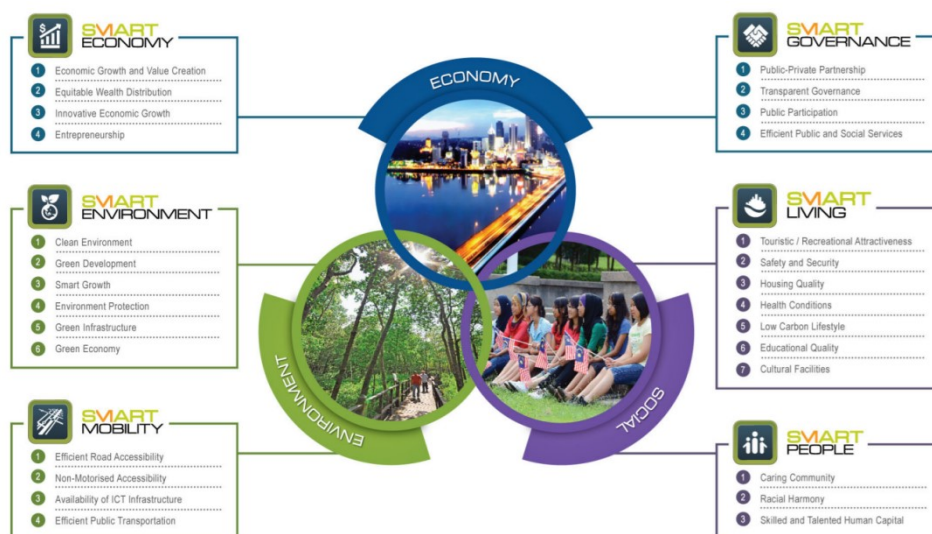 SMART
ECONOMY
1 Economic Growth and Value Creation
2 Equitable Wealth Distribution
3 Innovative Economic Growth
4 Entrepreneurship
SMART
ENVIRONMENT
1 Clean Environment
2 Green Development
3 Smart Growth
4 Environment Protection
5 Green Infrastructure
6 Green Economy
SMART
MOBILITY
1 Efficient Road Accessibility
2 Non-Motorised Accessibility
3 Availability of ICT Infrastructure
4 Efficient Public Transportation
ECONOMY
ENVIRONMENT
SOCIAL
SMART
GOVERNANCE
1 Public-Private Partnership
2 Transparent Governance
3 Public Participation
4 Efficient Public and Social Services
SMART
LIVING
1 Touristic / Recreational Attractiveness
2 Safety and Security
3 Housing Quality
4 Health Conditions
5 Low Carbon Lifestyle
6 Educational Quality
7 Cultural Facilities
SMART
PEOPLE
1 Caring Community
2 Racial Harmony
3 Skilled and Talented Human Capital